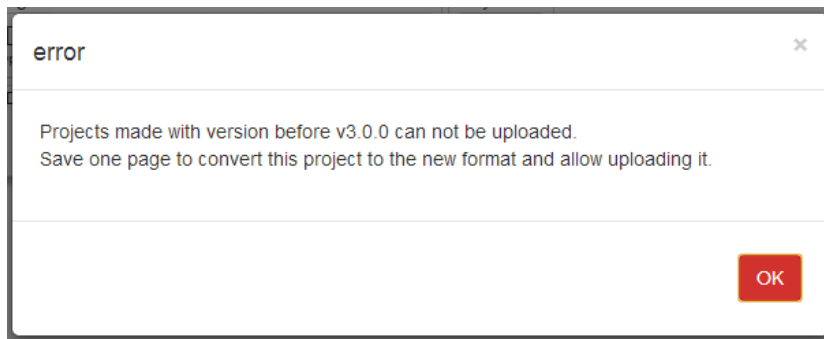 error
×
Projects made with version before v3.0.0 can not be uploaded.
Save one page to convert this project to the new format and allow uploading it.
OK